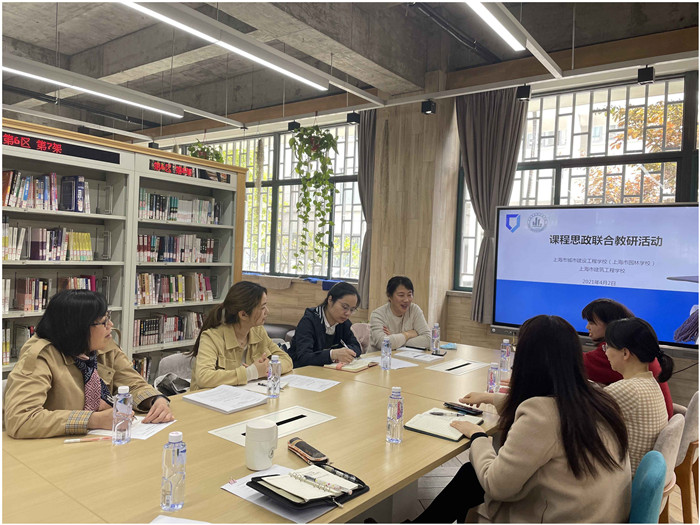 第6区 第7架
课程思政联合教研活动
上海市城市建设工程学校（上海市园林学校）
上海市建筑工程学校
2025年4月2日